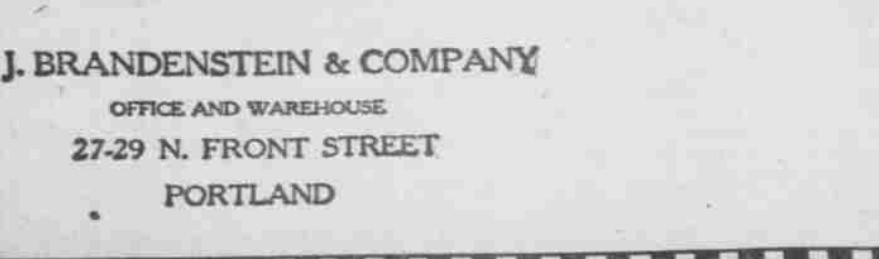 J. BRANDENSTEIN & COMPANY
OFFICE AND WAREHOUSE
27-29 N. FRONT STREET
PORTLAND